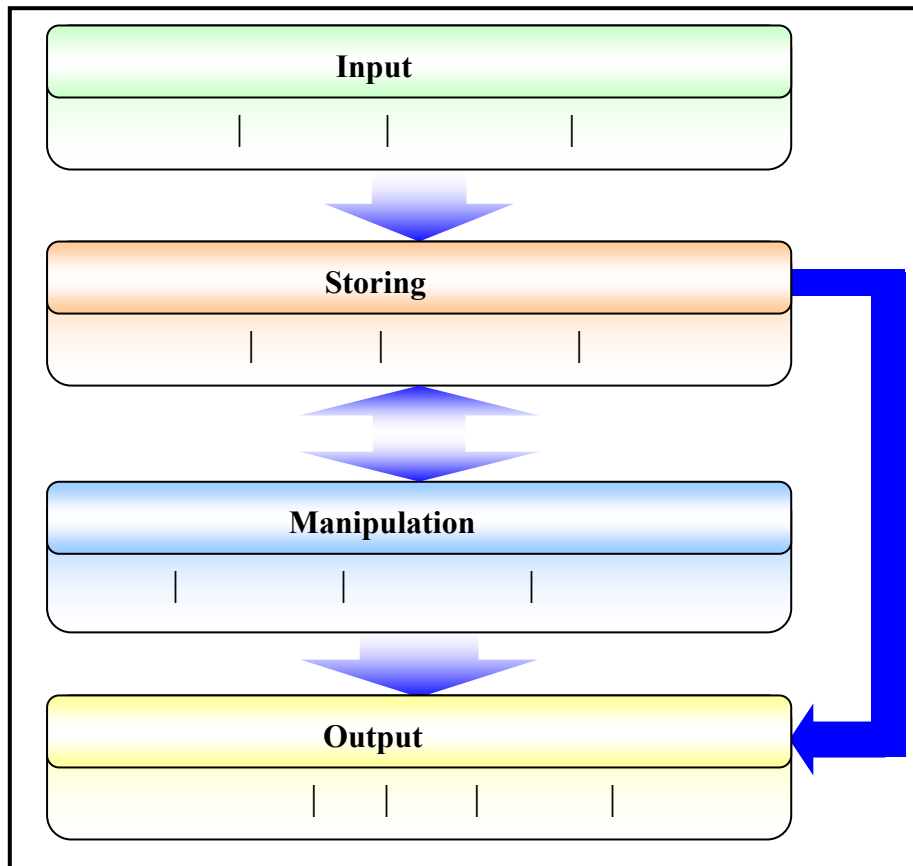 Input
| | |
Storing
| | |
Manipulation
| | |
Output
| | | |